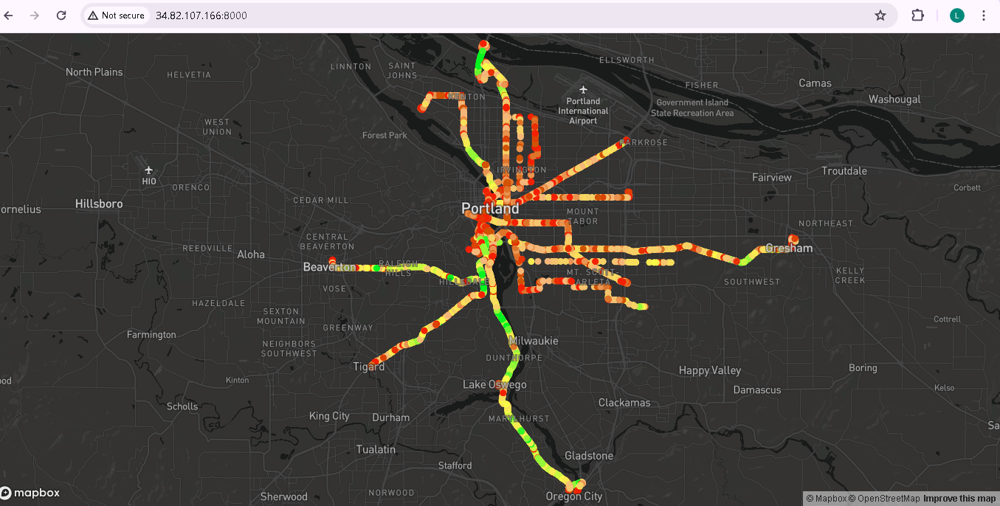 Not secure
34.82.107.166:8000
L
ELLSWORTH
LINNTON
SAINT
JOHNS
North Plains
HELVETIA
Camas
FISHER
Washougal
KENTON
Portland
International
Airport
Government Island
State Recreation Area
WEST
UNION
Forest Park
PARKROSE
IRVINGTON
Troutdale
Fairview
HIO
ORENCO
Corbett
CEDAR MILL
Hillsboro
ornelius
Portland
MOUNT
TABOR
NORTHEAST
CENTRAL
BEAVERTON
REEDVILLE
Aloha
Gresham
Beaverton
RALEIGH
HILLS
MT. SCOTT-
ARLETA
KELLY
CREEK
HILLSDALE
SOUTHWEST
VOSE
HAZELDALE
SEXTON
MOUNTAIN
Cottrell
GREENWAY
Farmington
Milwaukie
NEIGHBORS
SOUTHWEST
DUNTHORPE
Tigard
Boring
Happy Valley
Kinton
ood
Lake Oswego
Damascus
Kelso
Scholls
Clackamas
King City
Durham
MARYLHURST
Sa
Tualatin
Gladstone
Stafford
NORWOOD
Sherwood
Oregon City
mapbox
© Mapbox © OpenStreetMap Improve this map